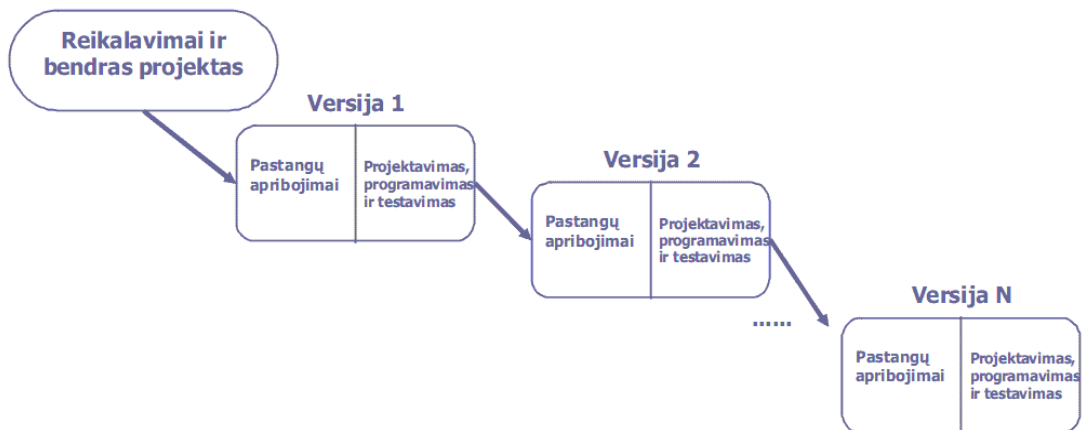 Reikalavimai ir
bendras projektas
Versija 1
Pastangų
apribojimai
Projektavimas,
programavimas
ir testavimas
Versija 2
Pastangų
apribojimai
Projektavimas,
programavimas
ir testavimas
......
Versija N
Pastangų
apribojimai
Projektavimas,
programavimas
ir testavimas